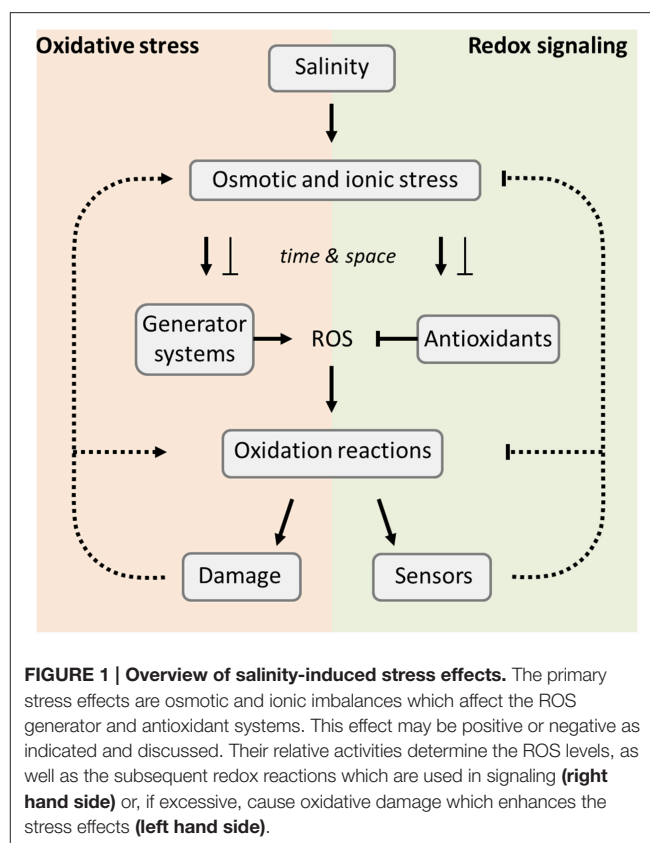 Oxidative stress
Redox signaling
Salinity
Osmotic and ionic stress
time & space
Generator
systems
ROS
Antioxidants
Oxidation reactions
Damage
Sensors
FIGURE 1 | Overview of salinity-induced stress effects. The primary
stress effects are osmotic and ionic imbalances which affect the ROS
generator and antioxidant systems. This effect may be positive or negative as
indicated and discussed. Their relative activities determine the ROS levels, as
well as the subsequent redox reactions which are used in signaling (right
hand side) or, if excessive, cause oxidative damage which enhances the
stress effects (left hand side).